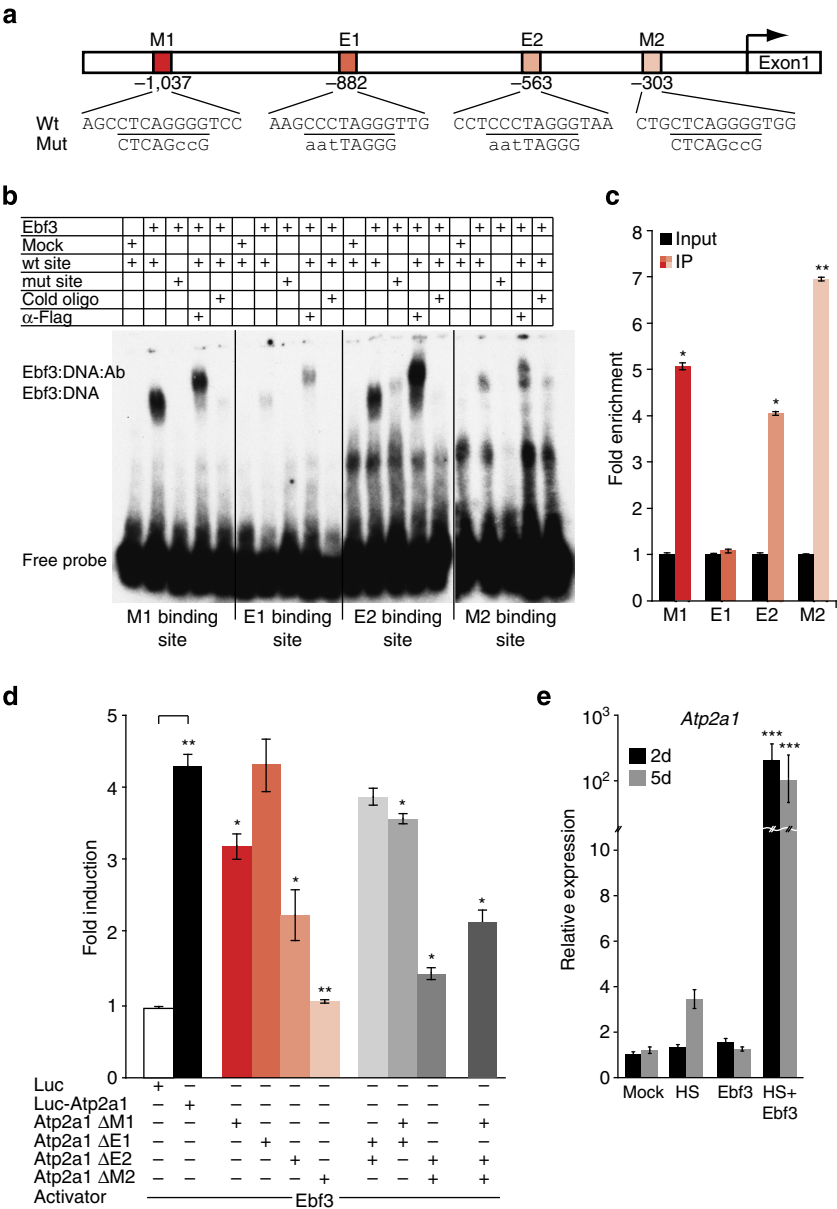 a
M1 E1 E2 M2
Exon1
–1,037 –882 –563 –303
Wt AGCCTCAGGGGTCC AAGCCCTAGGGTTG CCTCCCTAGGGTAA CTGCTCAGGGGTGG
Mut CTCAGccG aatTAGGG aatTAGGG CTCAGccG
b
Ebf3 + + + + + + + + + + + + + + + +
Mock + + + +
wt site + + + + + + + + + + + + + + + +
mut site + + + +
Cold oligo + + + +
α-Flag + + + +
Ebf3:DNA:Ab
Ebf3:DNA
Free probe
M1 binding site
E1 binding site
E2 binding site
M2 binding site
c
Fold enrichment
8
7
6
5
4
3
2
1
0
Input
IP
* * **
M1 E1 E2 M2
d
Fold induction
5
4
3
2
1
0
** * * ** * * *
Luc + – – – – – – – – –
Luc-Atp2a1 – + – – – – – – – –
Atp2a1 ΔM1 – – + – – – – + – +
Atp2a1 ΔE1 – – – + – – + + – –
Atp2a1 ΔE2 – – – – + – + – + +
Atp2a1 ΔM2 – – – – – + – – + +
Activator Ebf3
e
Atp2a1
Relative expression
10³
10²
10
8
6
4
2
0
2d
5d
*** ***
Mock HS Ebf3 HS+
Ebf3